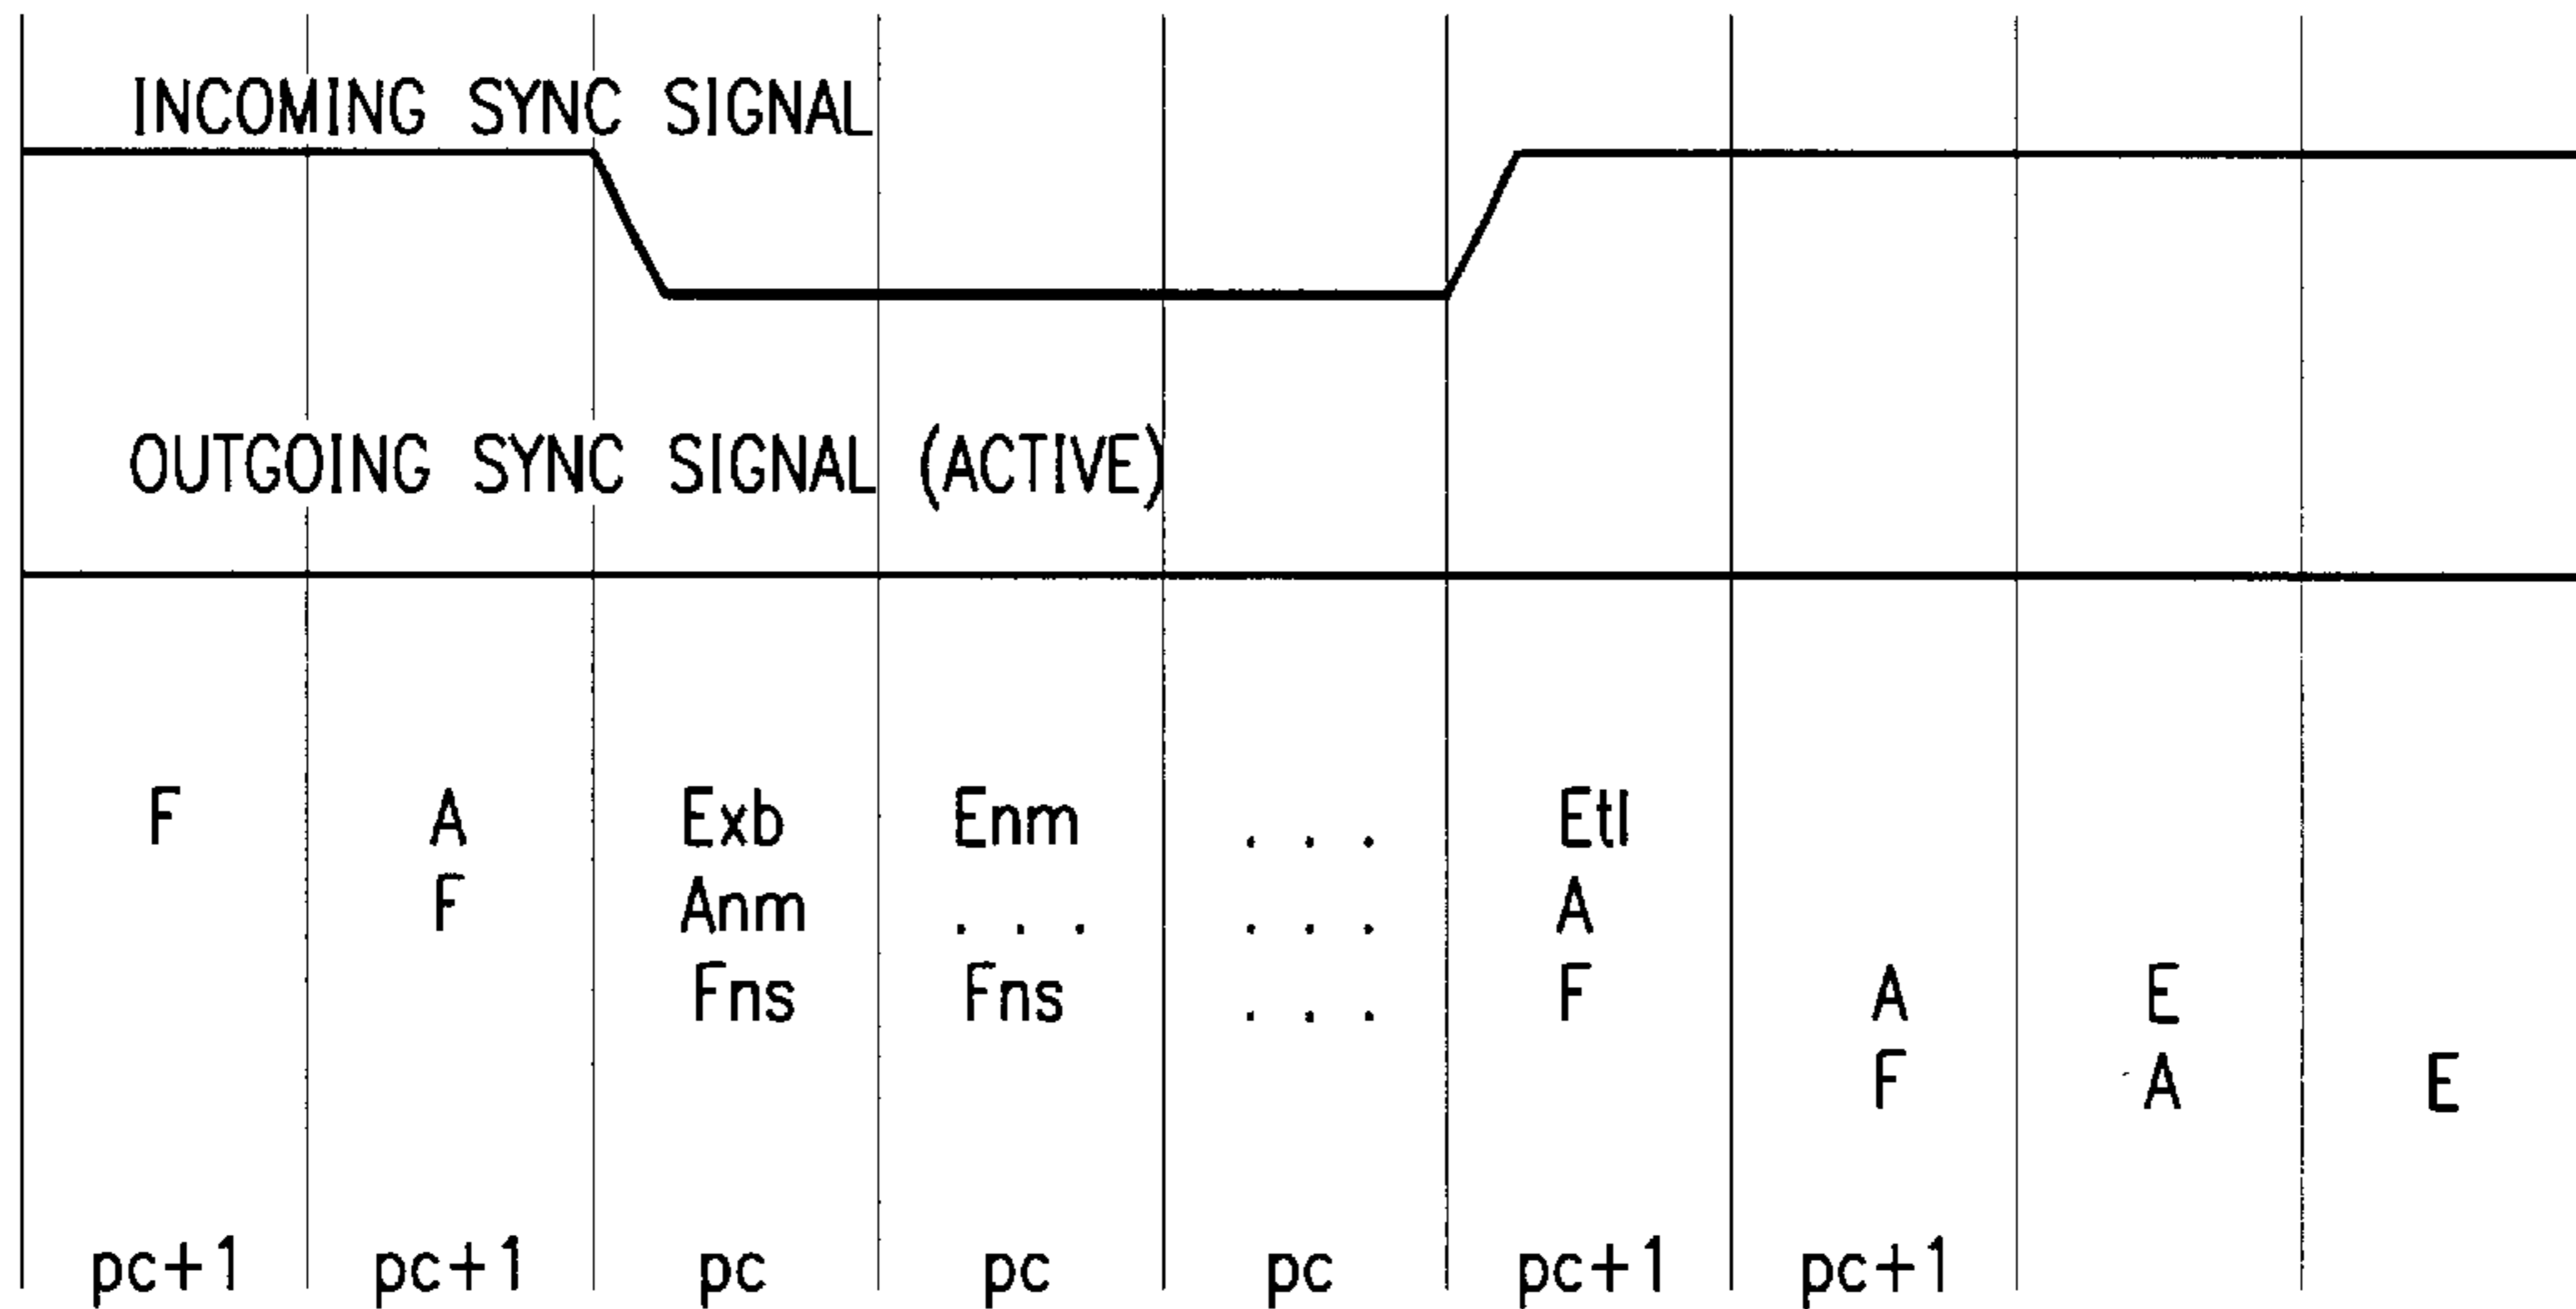 INCOMING SYNC SIGNAL
OUTGOING SYNC SIGNAL (ACTIVE)
F A Exb Enm . . . Etl
F Anm . . . . . . A
Fns Fns . . . F A E
F A E
pc+1 pc+1 pc pc pc pc+1 pc+1